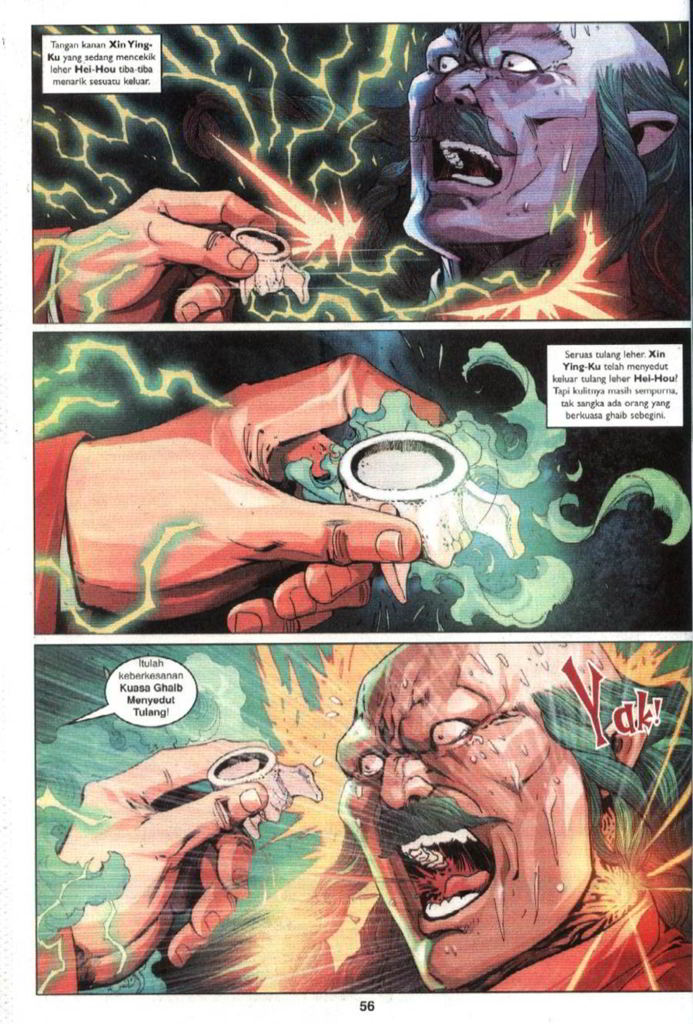 Tangan kanan Xin Ying-
Ku yang sedang mencekik
leher Hei-Hou tiba-tiba
menarik sesuatu keluar.
Seruas tulang leher. Xin
Ying-Ku telah menyedut
keluar tulang leher Hei-Hou!
Tapi kulitnya masih sempurna,
tak sangka ada orang yang
berkuasa ghaib sebegini.
Itulah
keberkesanan
Kuasa Ghaib
Menyedut
Tulang!
Yak!
56